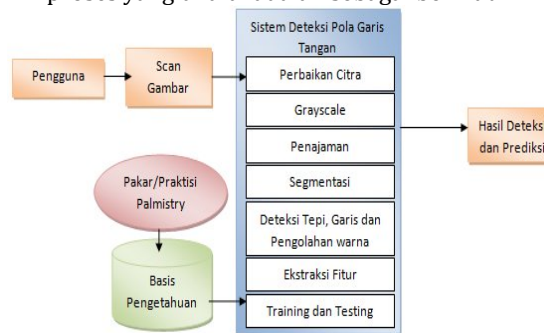 Sistem Deteksi Pola Garis
Tangan
Pengguna
Scan
Gambar
Perbaikan Citra
Grayscale
Penajaman
Segmentasi
Deteksi Tepi, Garis dan
Pengolahan warna
Ekstraksi Fitur
Training dan Testing
Hasil Deteksi
dan Prediksi
Pakar/Praktisi
Palmistry
Basis
Pengetahuan